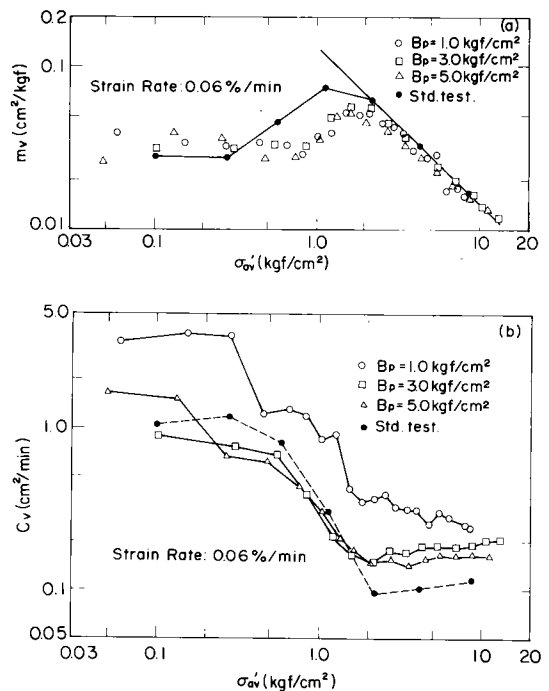 (a)
0.2
0.1
0.01
mv (cm²/kgf)
Strain Rate: 0.06%/min
○ Bp=1.0 kgf/cm²
□ Bp=3.0 kgf/cm²
△ Bp=5.0 kgf/cm²
● Std. test.
0.03 0.1 1.0 10 20
σ'av (kgf/cm²)
(b)
5.0
1.0
0.1
0.05
Cv (cm²/min)
○ Bp=1.0 kgf/cm²
□ Bp=3.0 kgf/cm²
△ Bp=5.0 kgf/cm²
● Std. test.
Strain Rate: 0.06%/min
0.03 0.1 1.0 10 20
σ'av (kgf/cm²)